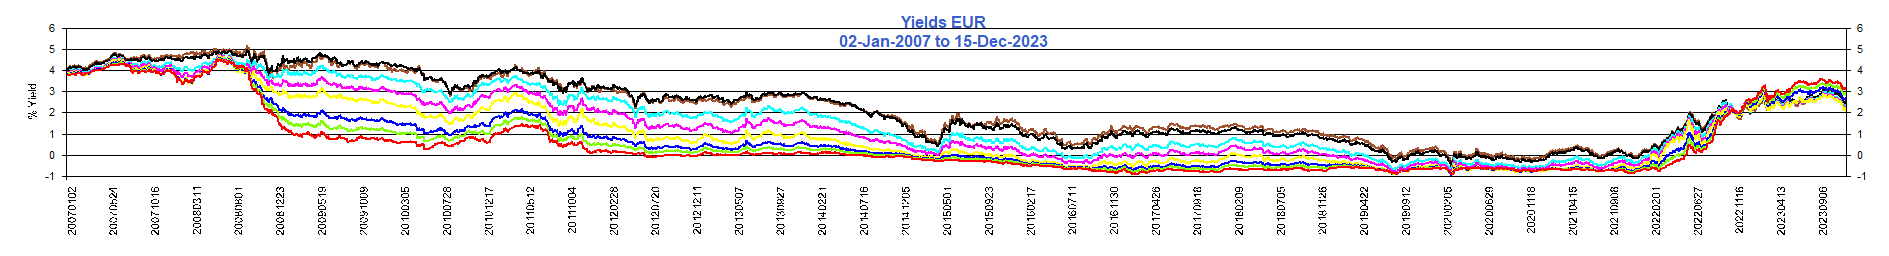 Yields EUR
02-Jan-2007 to 15-Dec-2023
% Yield
6 6
5 5
4 4
3 3
2 2
1 1
0 0
-1 -1
20070102 20070524 20071016 20080311 20080801 20081223 20090519 20091009 20100305 20100728 20101217 20110512 20111004 20120228 20120720 20121211 20130507 20130927 20140221 20140716 20141205 20150501 20150923 20160217 20160711 20161130 20170426 20170918 20180209 20180705 20181126 20190422 20190912 20200205 20200629 20201118 20210415 20210908 20220201 20220627 20221116 20230413 20230906